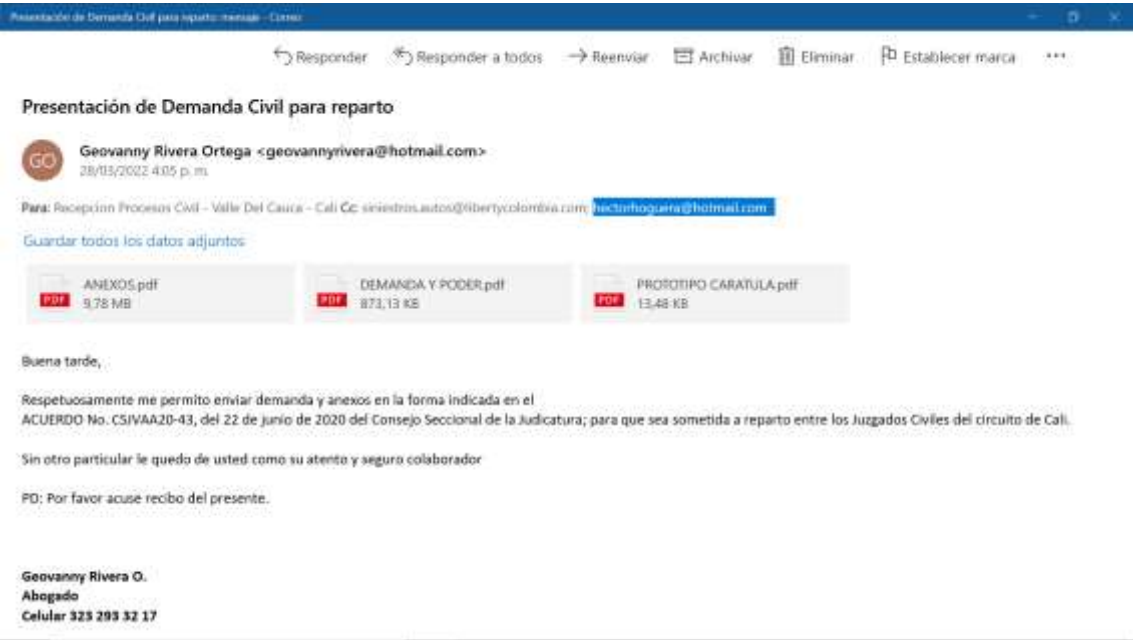 Presentación de Demanda Civil para reparto: mensaje - Correo
Responder Responder a todos Reenviar Archivar Eliminar Establecer marca ...
Presentación de Demanda Civil para reparto
GO
Geovanny Rivera Ortega <geovannyrivera@hotmail.com>
28/03/2022 4:05 p. m.
Para: Recepcion Procesos Civil - Valle Del Cauca - Cali Cc: siniestros.autos@libertycolombia.com; hectorhoguera@hotmail.com
Guardar todos los datos adjuntos
PDF ANEXOS.pdf
9,78 MB
PDF DEMANDA Y PODER.pdf
873,13 KB
PDF PROTOTIPO CARATULA.pdf
13,48 KB
Buena tarde,
Respetuosamente me permito enviar demanda y anexos en la forma indicada en el
ACUERDO No. CSJVAA20-43, del 22 de junio de 2020 del Consejo Seccional de la Judicatura; para que sea sometida a reparto entre los Juzgados Civiles del circuito de Cali.
Sin otro particular le quedo de usted como su atento y seguro colaborador
PD: Por favor acuse recibo del presente.
Geovanny Rivera O.
Abogado
Celular 323 293 32 17